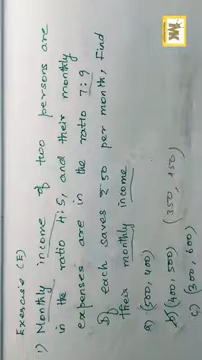 Exercise (E)
1) Monthly income of two persons are
in the ratio 4:5, and their monthly
expenses are in the ratio 7:9
If each saves ₹50 per month, find
their monthly income
a) (500, 400)
b) (400, 500) (350, 450)
c) (300, 600)